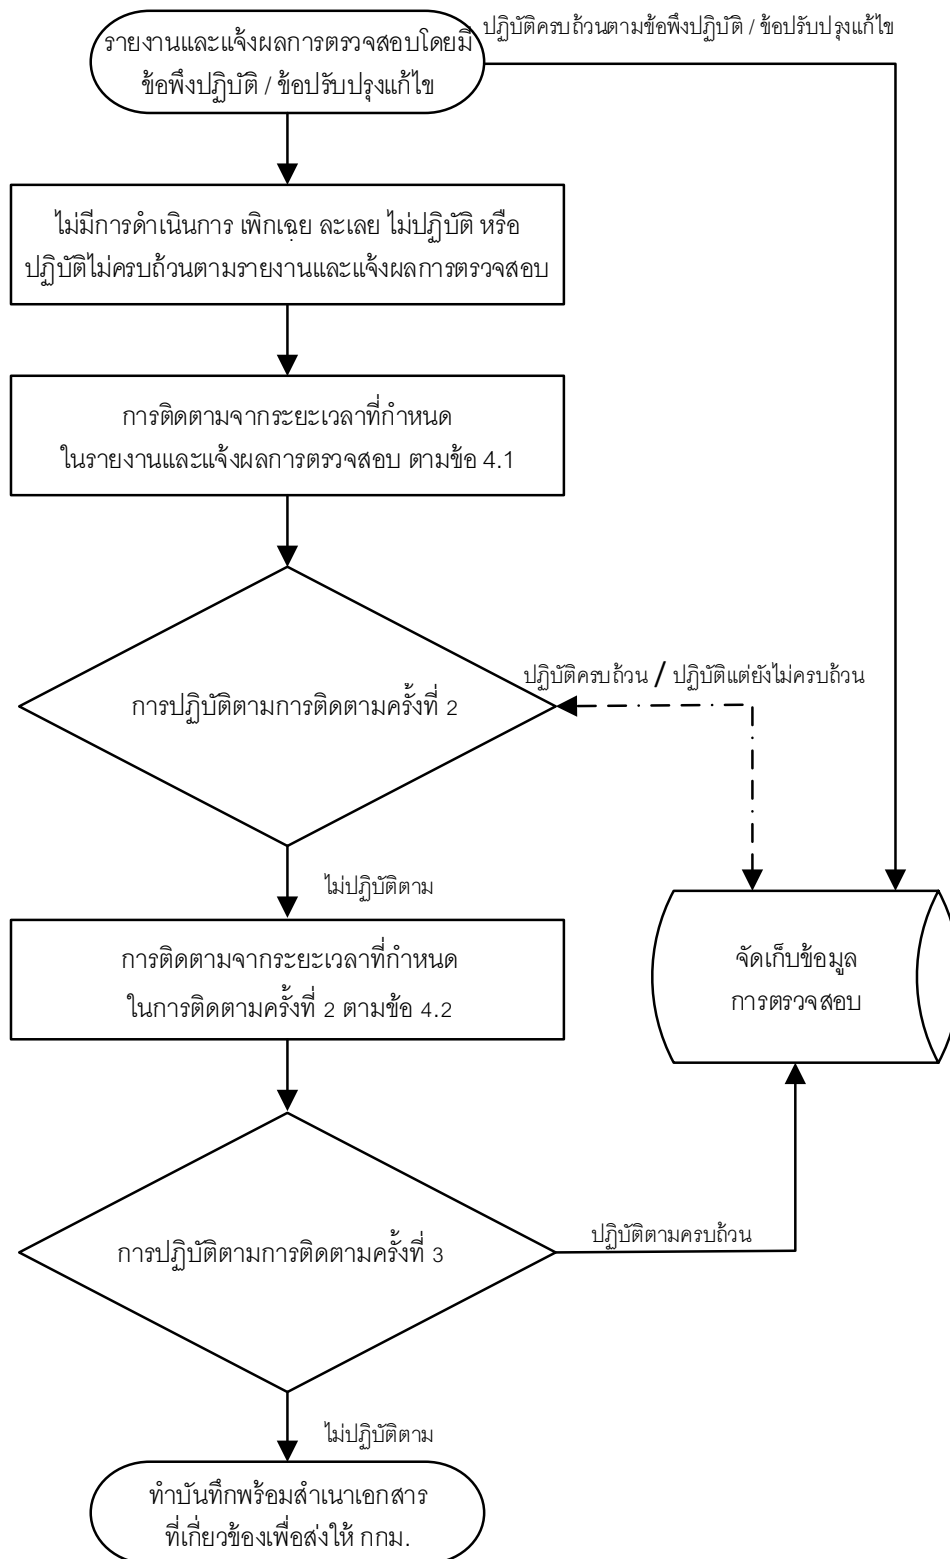 รายงานและแจ้งผลการตรวจสอบโดยมี
ข้อพึงปฏิบัติ / ข้อปรับปรุงแก้ไข
ปฏิบัติครบถ้วนตามข้อพึงปฏิบัติ / ข้อปรับปรุงแก้ไข
ไม่มีการดำเนินการ เพิกเฉย ละเลย ไม่ปฏิบัติ หรือ
ปฏิบัติไม่ครบถ้วนตามรายงานและแจ้งผลการตรวจสอบ
การติดตามจากระยะเวลาที่กำหนด
ในรายงานและแจ้งผลการตรวจสอบ ตามข้อ 4.1
ปฏิบัติครบถ้วน / ปฏิบัติแต่ยังไม่ครบถ้วน
การปฏิบัติตามการติดตามครั้งที่ 2
ไม่ปฏิบัติตาม
การติดตามจากระยะเวลาที่กำหนด
ในการติดตามครั้งที่ 2 ตามข้อ 4.2
จัดเก็บข้อมูล
การตรวจสอบ
การปฏิบัติตามการติดตามครั้งที่ 3
ปฏิบัติตามครบถ้วน
ไม่ปฏิบัติตาม
ทำบันทึกพร้อมสำเนาเอกสาร
ที่เกี่ยวข้องเพื่อส่งให้ กกม.